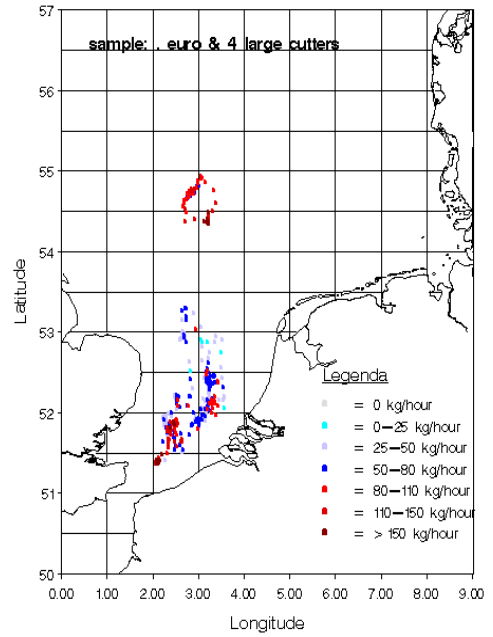 57
sample: . euro & 4 large cutters
56
55
54
53
52
51
50
Latitude
Legenda
= 0 kg/hour
= 0-25 kg/hour
= 25-50 kg/hour
= 50-80 kg/hour
= 80-110 kg/hour
= 110-150 kg/hour
= > 150 kg/hour
0.00 1.00 2.00 3.00 4.00 5.00 6.00 7.00 8.00 9.00
Longitude